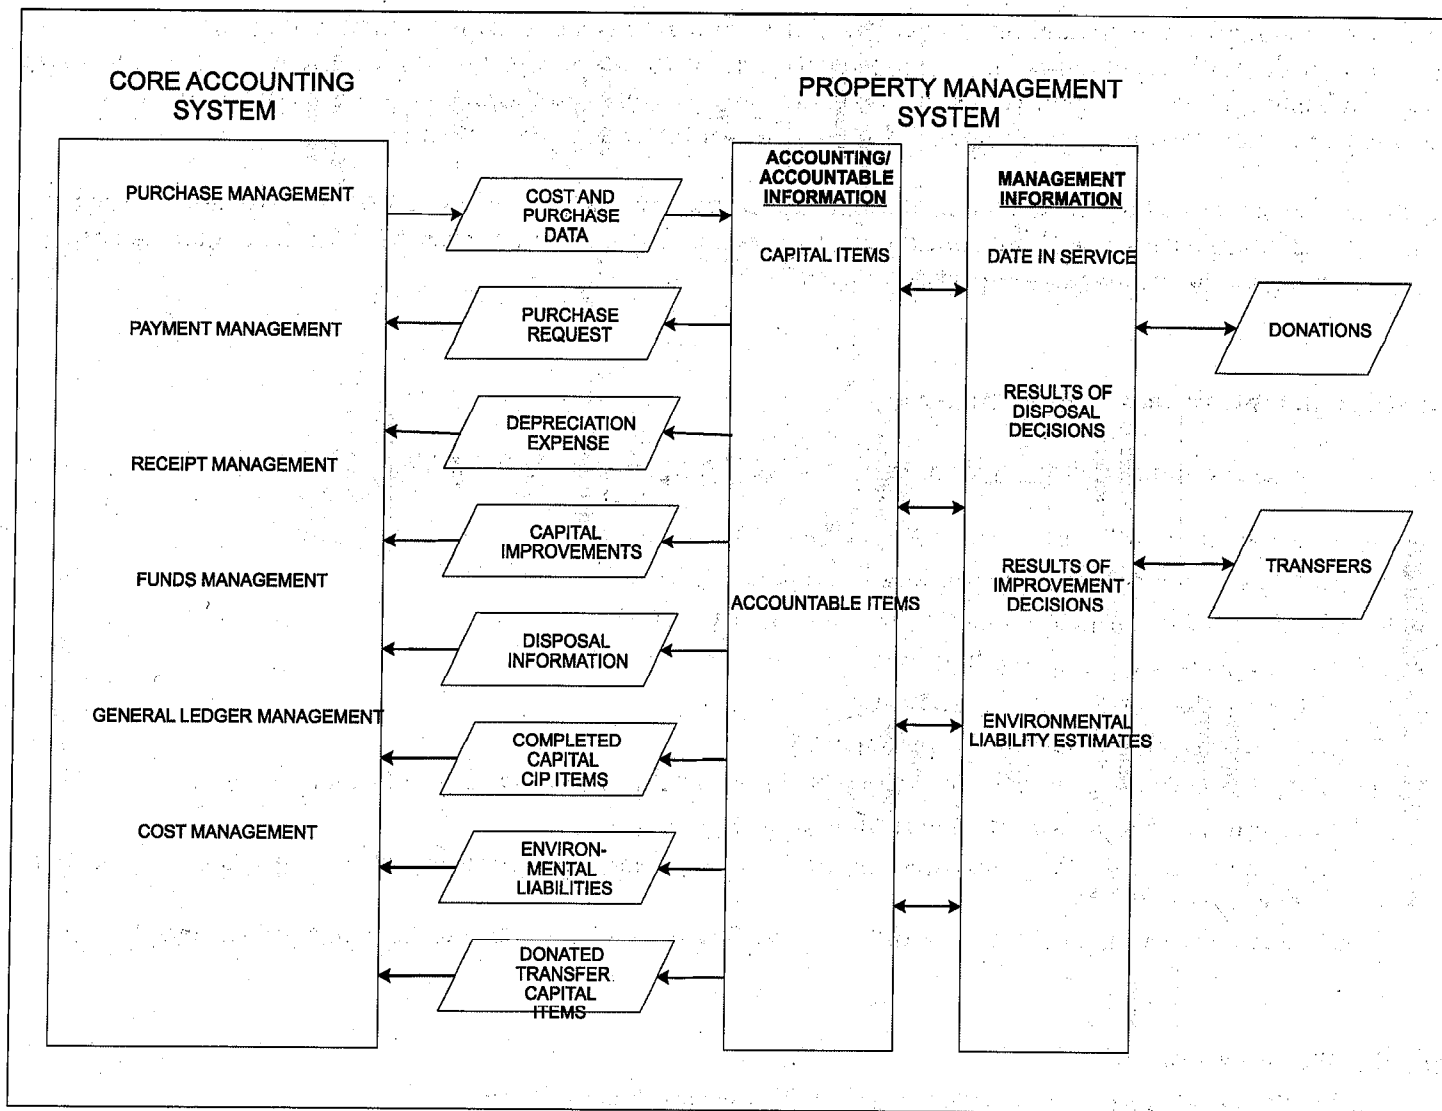 CORE ACCOUNTING
SYSTEM
PURCHASE MANAGEMENT
PAYMENT MANAGEMENT
RECEIPT MANAGEMENT
FUNDS MANAGEMENT
GENERAL LEDGER MANAGEMENT
COST MANAGEMENT
COST AND
PURCHASE
DATA
PURCHASE
REQUEST
DEPRECIATION
EXPENSE
CAPITAL
IMPROVEMENTS
DISPOSAL
INFORMATION
COMPLETED
CAPITAL
CIP ITEMS
ENVIRON-
MENTAL
LIABILITIES
DONATED
TRANSFER
CAPITAL
ITEMS
PROPERTY MANAGEMENT
SYSTEM
ACCOUNTING/
ACCOUNTABLE
INFORMATION
CAPITAL ITEMS
ACCOUNTABLE ITEMS
MANAGEMENT
INFORMATION
DATE IN SERVICE
RESULTS OF
DISPOSAL
DECISIONS
RESULTS OF
IMPROVEMENT
DECISIONS
ENVIRONMENTAL
LIABILITY ESTIMATES
DONATIONS
TRANSFERS